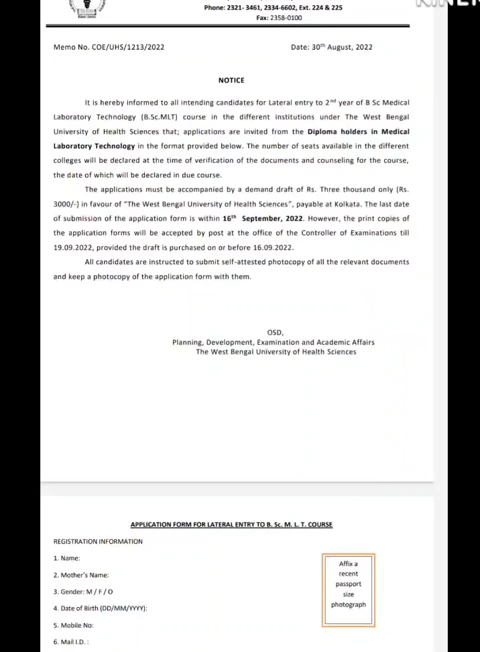 Phone: 2321- 3461, 2334-6602, Ext. 224 & 225
Fax: 2358-0100
Memo No. COE/UHS/1213/2022 Date: 30th August, 2022
NOTICE
It is hereby informed to all intending candidates for Lateral entry to 2nd year of B Sc Medical
Laboratory Technology (B.Sc.MLT) course in the different institutions under The West Bengal
University of Health Sciences that; applications are invited from the Diploma holders in Medical
Laboratory Technology in the format provided below. The number of seats available in the different
colleges will be declared at the time of verification of the documents and counseling for the course,
the date of which will be declared in due course.
The applications must be accompanied by a demand draft of Rs. Three thousand only (Rs.
3000/-) in favour of "The West Bengal University of Health Sciences", payable at Kolkata. The last date
of submission of the application form is within 16th September, 2022. However, the print copies of
the application forms will be accepted by post at the office of the Controller of Examinations till
19.09.2022, provided the draft is purchased on or before 16.09.2022.
All candidates are instructed to submit self-attested photocopy of all the relevant documents
and keep a photocopy of the application form with them.
OSD,
Planning, Development, Examination and Academic Affairs
The West Bengal University of Health Sciences
APPLICATION FORM FOR LATERAL ENTRY TO B. Sc. M. L. T. COURSE
REGISTRATION INFORMATION
1. Name:
2. Mother's Name:
3. Gender: M / F / O
4. Date of Birth (DD/MM/YYYY):
5. Mobile No:
6. Mail I.D. :
Affix a
recent
passport
size
photograph